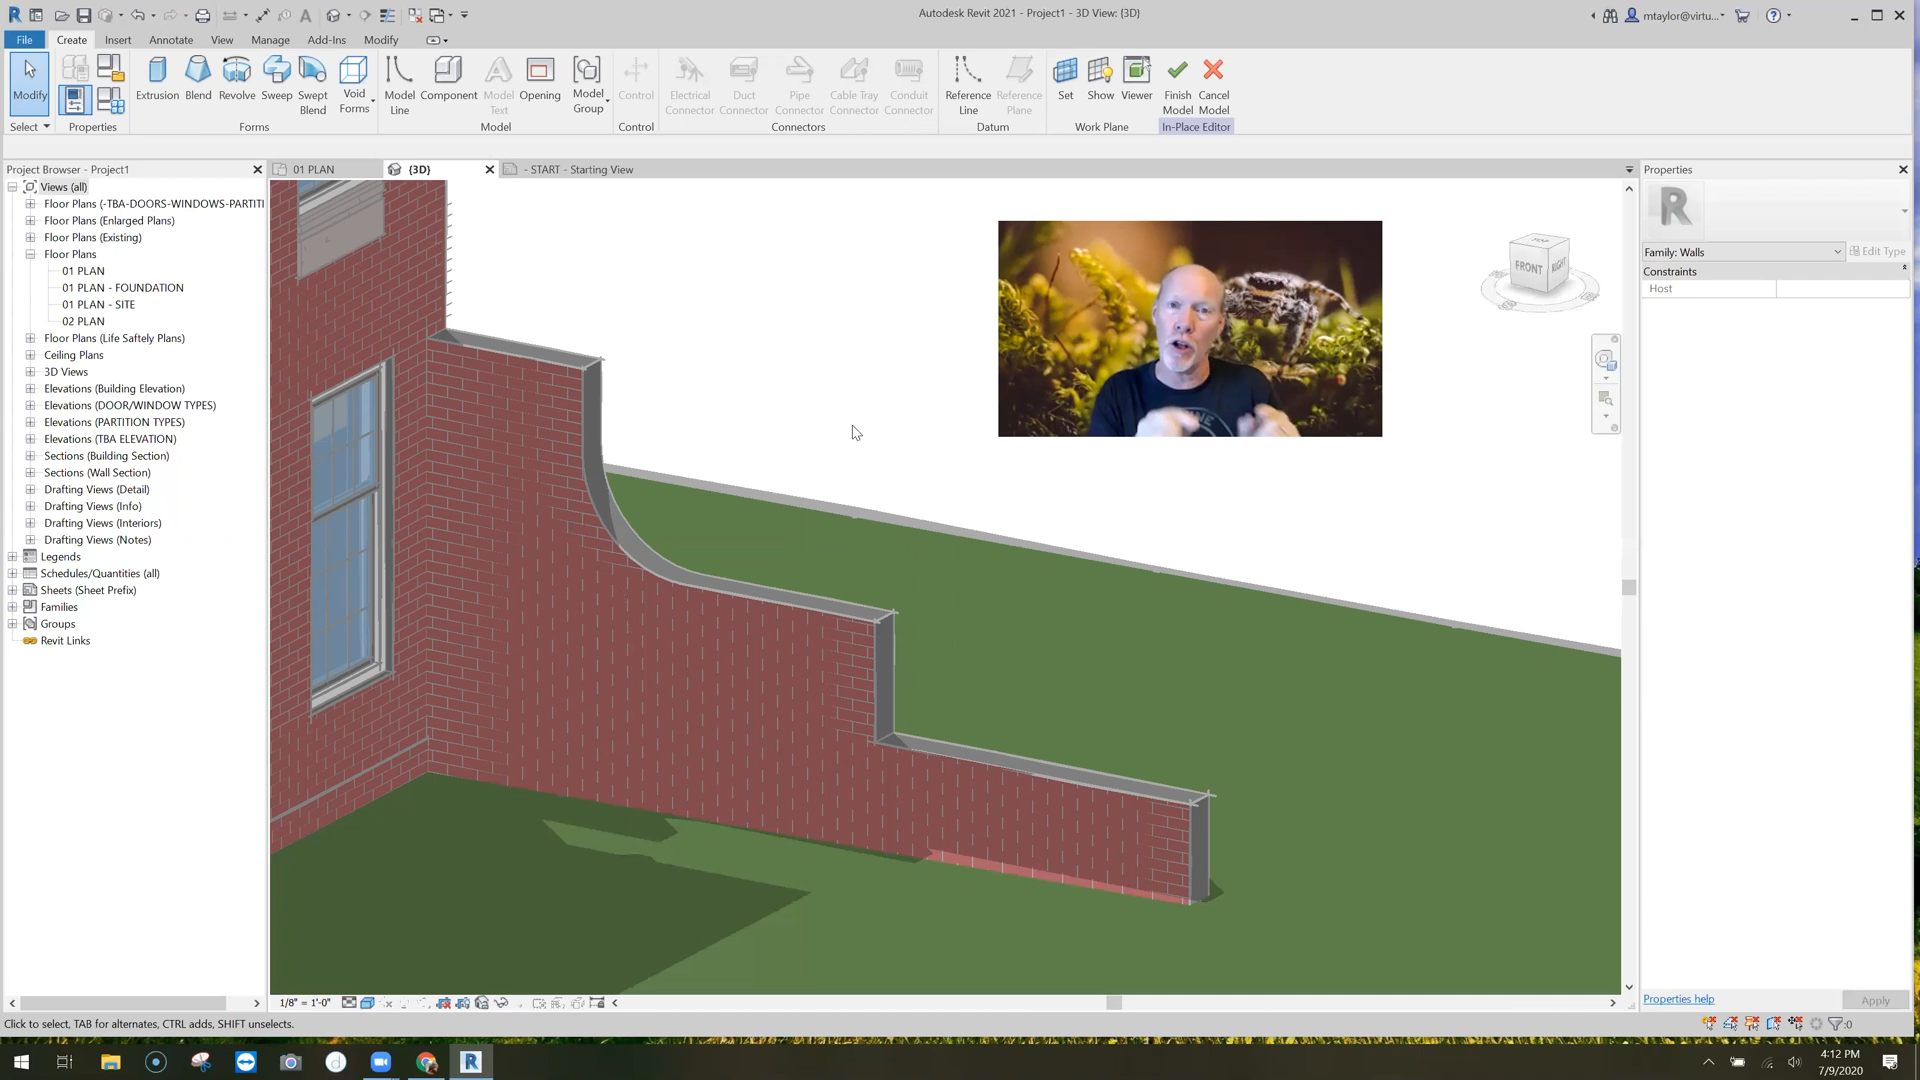 Autodesk Revit 2021 - Project1 - 3D View: {3D}
mtaylor@virtu...
File Create Insert Annotate View Manage Add-Ins Modify
Modify
Extrusion Blend Revolve Sweep Swept Blend Void Forms
Model Line Component Model Text Opening Model Group
Control
Electrical Connector Duct Connector Pipe Connector Cable Tray Connector Conduit Connector
Reference Line Reference Plane
Set Show Viewer Finish Model Cancel Model
Select Properties Forms Model Control Connectors Datum Work Plane In-Place Editor
Project Browser - Project1
01 PLAN {3D} - START - Starting View
Properties
Views (all)
Floor Plans (-TBA-DOORS-WINDOWS-PARTITI
Floor Plans (Enlarged Plans)
Floor Plans (Existing)
Floor Plans
01 PLAN
01 PLAN - FOUNDATION
01 PLAN - SITE
02 PLAN
Floor Plans (Life Saftely Plans)
Ceiling Plans
3D Views
Elevations (Building Elevation)
Elevations (DOOR/WINDOW TYPES)
Elevations (PARTITION TYPES)
Elevations (TBA ELEVATION)
Sections (Building Section)
Sections (Wall Section)
Drafting Views (Detail)
Drafting Views (Info)
Drafting Views (Interiors)
Drafting Views (Notes)
Legends
Schedules/Quantities (all)
Sheets (Sheet Prefix)
Families
Groups
Revit Links
TOP
FRONT
RIGHT
Family: Walls
Edit Type
Constraints
Host
1/8" = 1'-0"
Properties help
Apply
Click to select, TAB for alternates, CTRL adds, SHIFT unselects.
:0
4:12 PM
7/9/2020